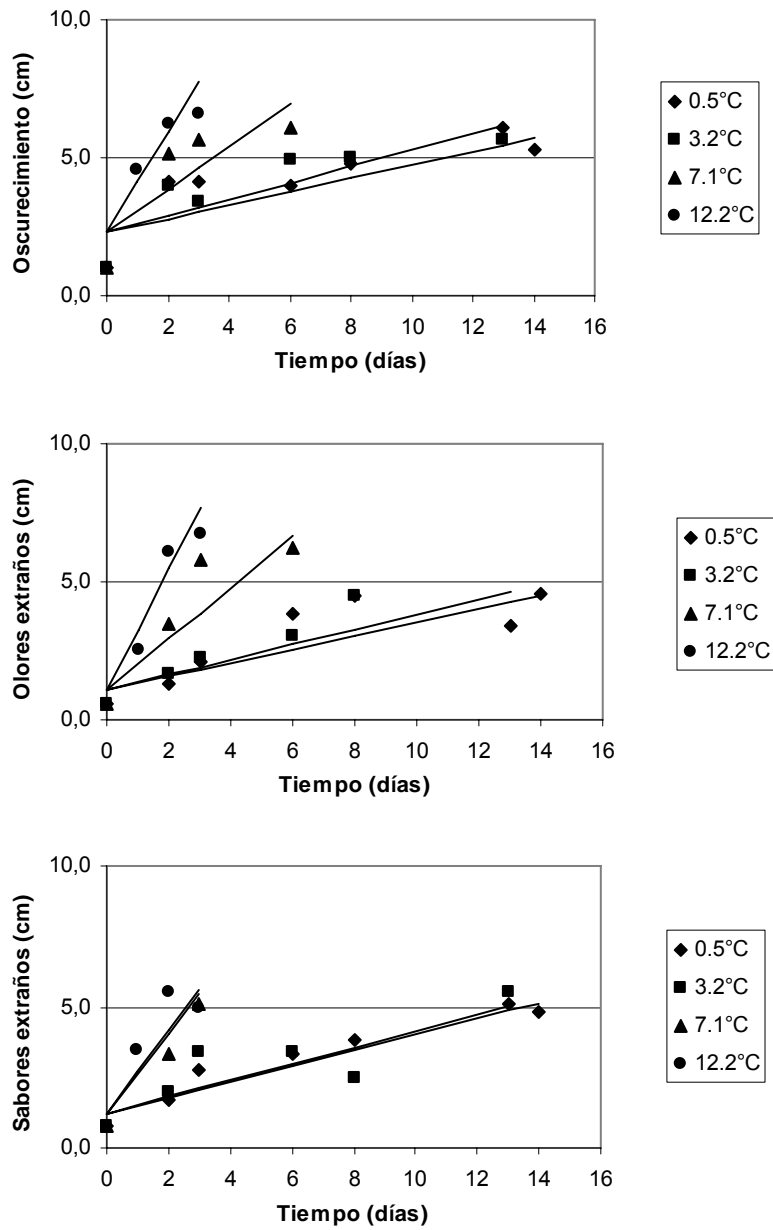 10,0
5,0
0,0
Oscurecimiento (cm)
0 2 4 6 8 10 12 14 16
Tiempo (días)
0.5°C
3.2°C
7.1°C
12.2°C
10,0
5,0
0,0
Olores extraños (cm)
0 2 4 6 8 10 12 14 16
Tiempo (días)
0.5°C
3.2°C
7.1°C
12.2°C
10,0
5,0
0,0
Sabores extraños (cm)
0 2 4 6 8 10 12 14 16
Tiempo (días)
0.5°C
3.2°C
7.1°C
12.2°C